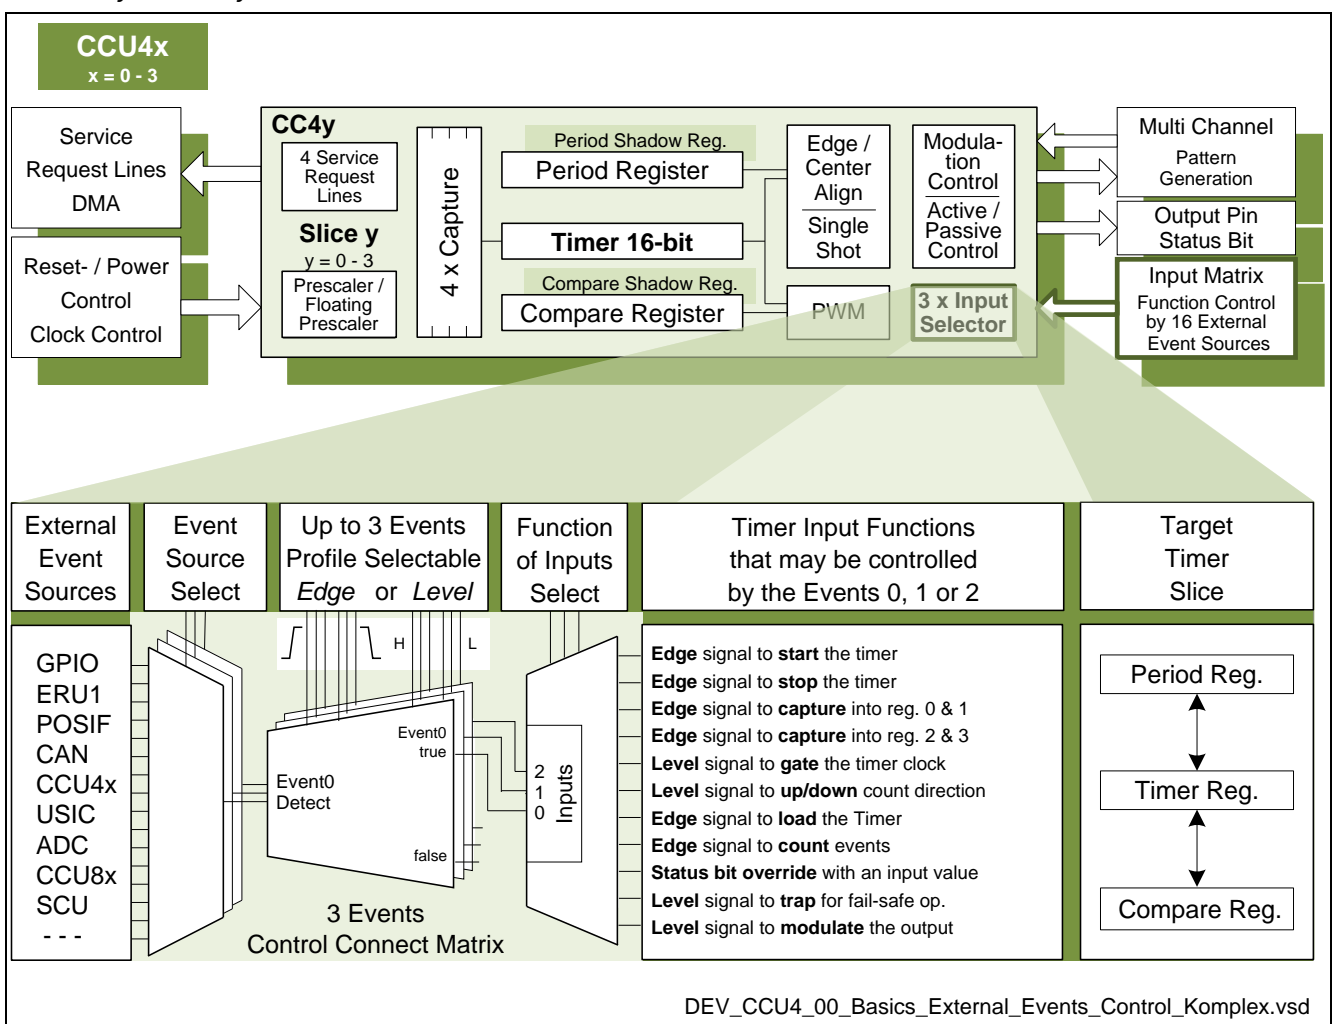 CCU4x
x = 0 - 3
Service
Request Lines
DMA
Reset- / Power
Control
Clock Control
CC4y
4 Service
Request
Lines
Slice y
y = 0 - 3
Prescaler /
Floating
Prescaler
4 x Capture
Period Shadow Reg.
Period Register
Timer 16-bit
Compare Shadow Reg.
Compare Register
Edge /
Center
Align
Single
Shot
PWM
Modula-
tion
Control
Active /
Passive
Control
3 x Input
Selector
Multi Channel
Pattern
Generation
Output Pin
Status Bit
Input Matrix
Function Control
by 16 External
Event Sources
External
Event
Sources
Event
Source
Select
Up to 3 Events
Profile Selectable
Edge or Level
Function
of Inputs
Select
Timer Input Functions
that may be controlled
by the Events 0, 1 or 2
Target
Timer
Slice
GPIO
ERU1
POSIF
CAN
CCU4x
USIC
ADC
CCU8x
SCU
- - -
H
L
Event0
Detect
Event0
true
false
2
1
0
Inputs
3 Events
Control Connect Matrix
Edge signal to start the timer
Edge signal to stop the timer
Edge signal to capture into reg. 0 & 1
Edge signal to capture into reg. 2 & 3
Level signal to gate the timer clock
Level signal to up/down count direction
Edge signal to load the Timer
Edge signal to count events
Status bit override with an input value
Level signal to trap for fail-safe op.
Level signal to modulate the output
Period Reg.
Timer Reg.
Compare Reg.
DEV_CCU4_00_Basics_External_Events_Control_Komplex.vsd